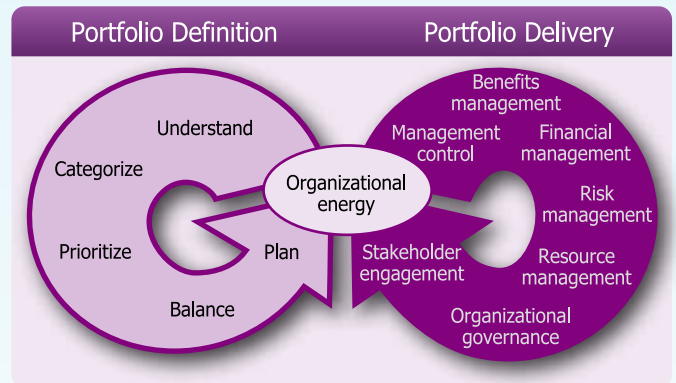 Portfolio Definition
Portfolio Delivery
Understand
Categorize
Prioritize
Balance
Plan
Organizational
energy
Management
control
Benefits
management
Financial
management
Risk
management
Resource
management
Organizational
governance
Stakeholder
engagement